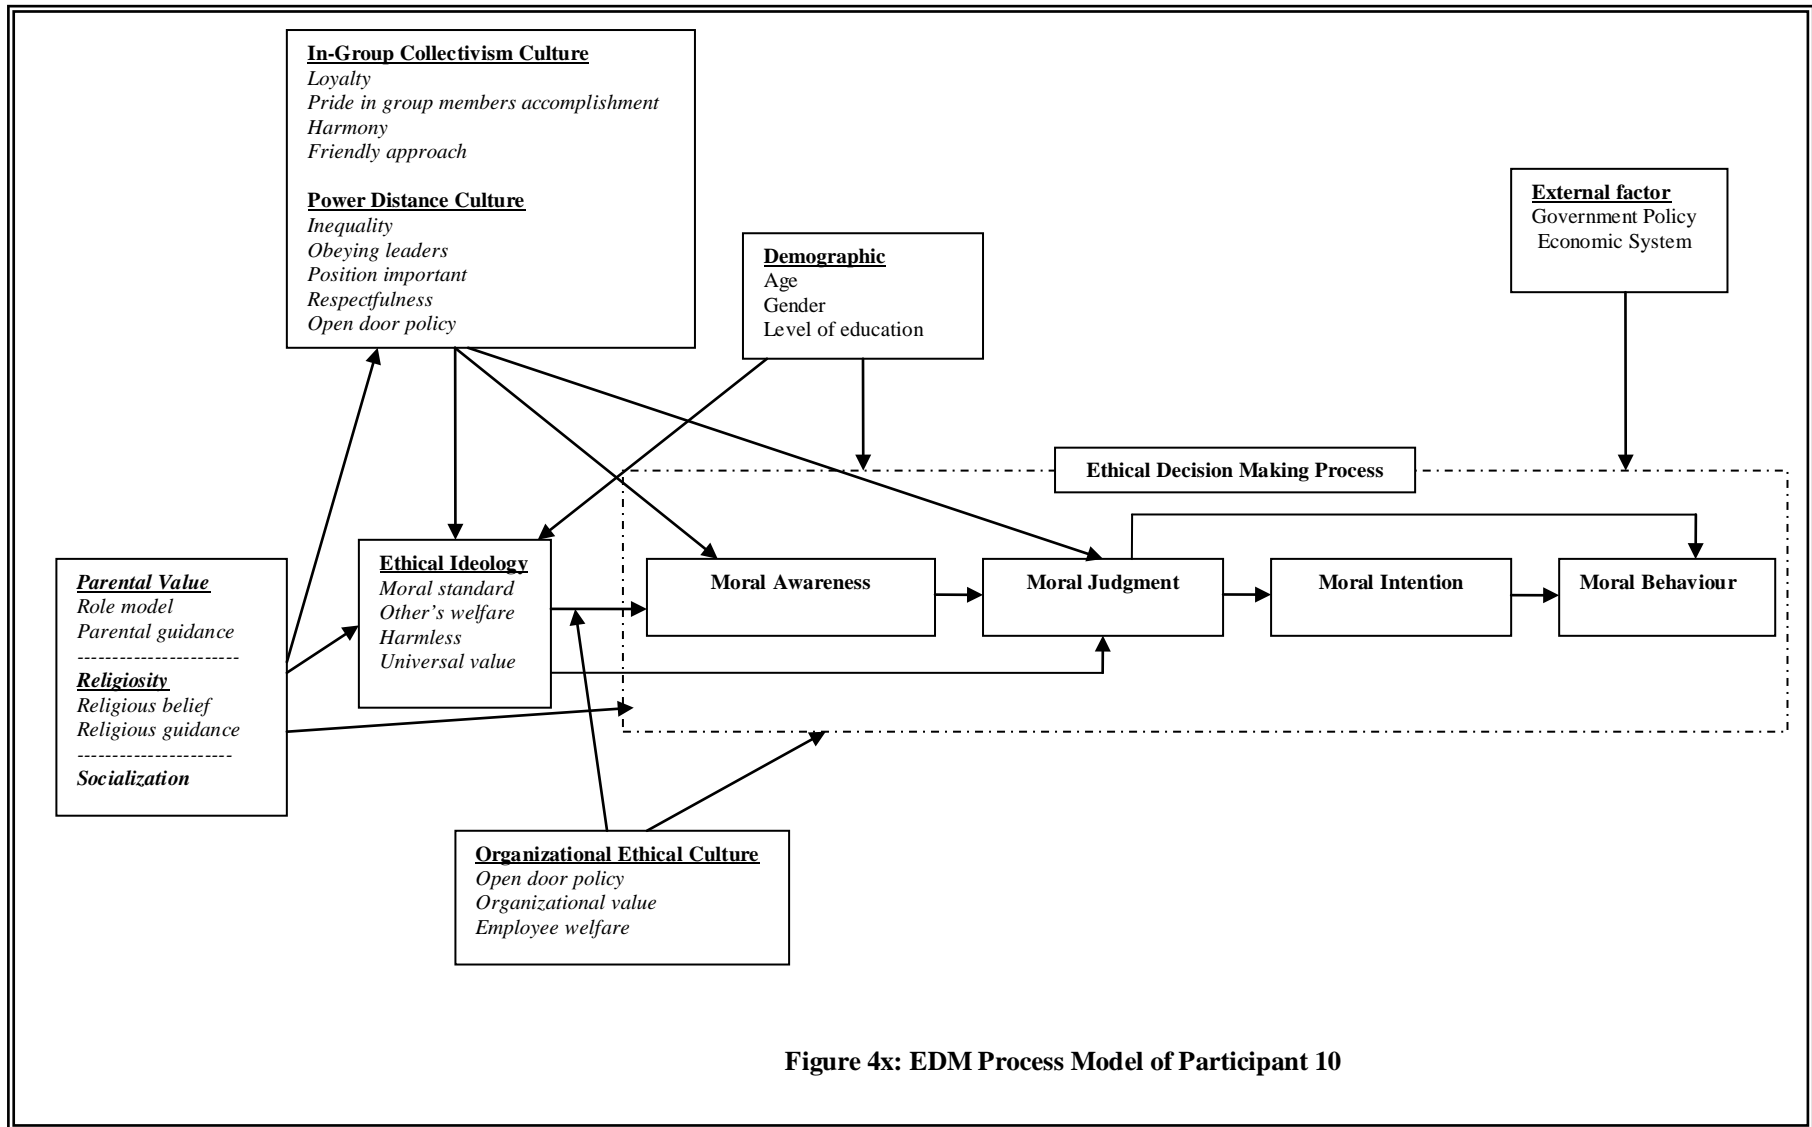 In-Group Collectivism Culture
Loyalty
Pride in group members accomplishment
Harmony
Friendly approach
Power Distance Culture
Inequality
Obeying leaders
Position important
Respectfulness
Open door policy
External factor
Government Policy
Economic System
Demographic
Age
Gender
Level of education
Ethical Decision Making Process
Parental Value
Role model
Parental guidance
-----------------------
Religiosity
Religious belief
Religious guidance
----------------------
Socialization
Ethical Ideology
Moral standard
Other’s welfare
Harmless
Universal value
Moral Awareness
Moral Judgment
Moral Intention
Moral Behaviour
Organizational Ethical Culture
Open door policy
Organizational value
Employee welfare
Figure 4x: EDM Process Model of Participant 10